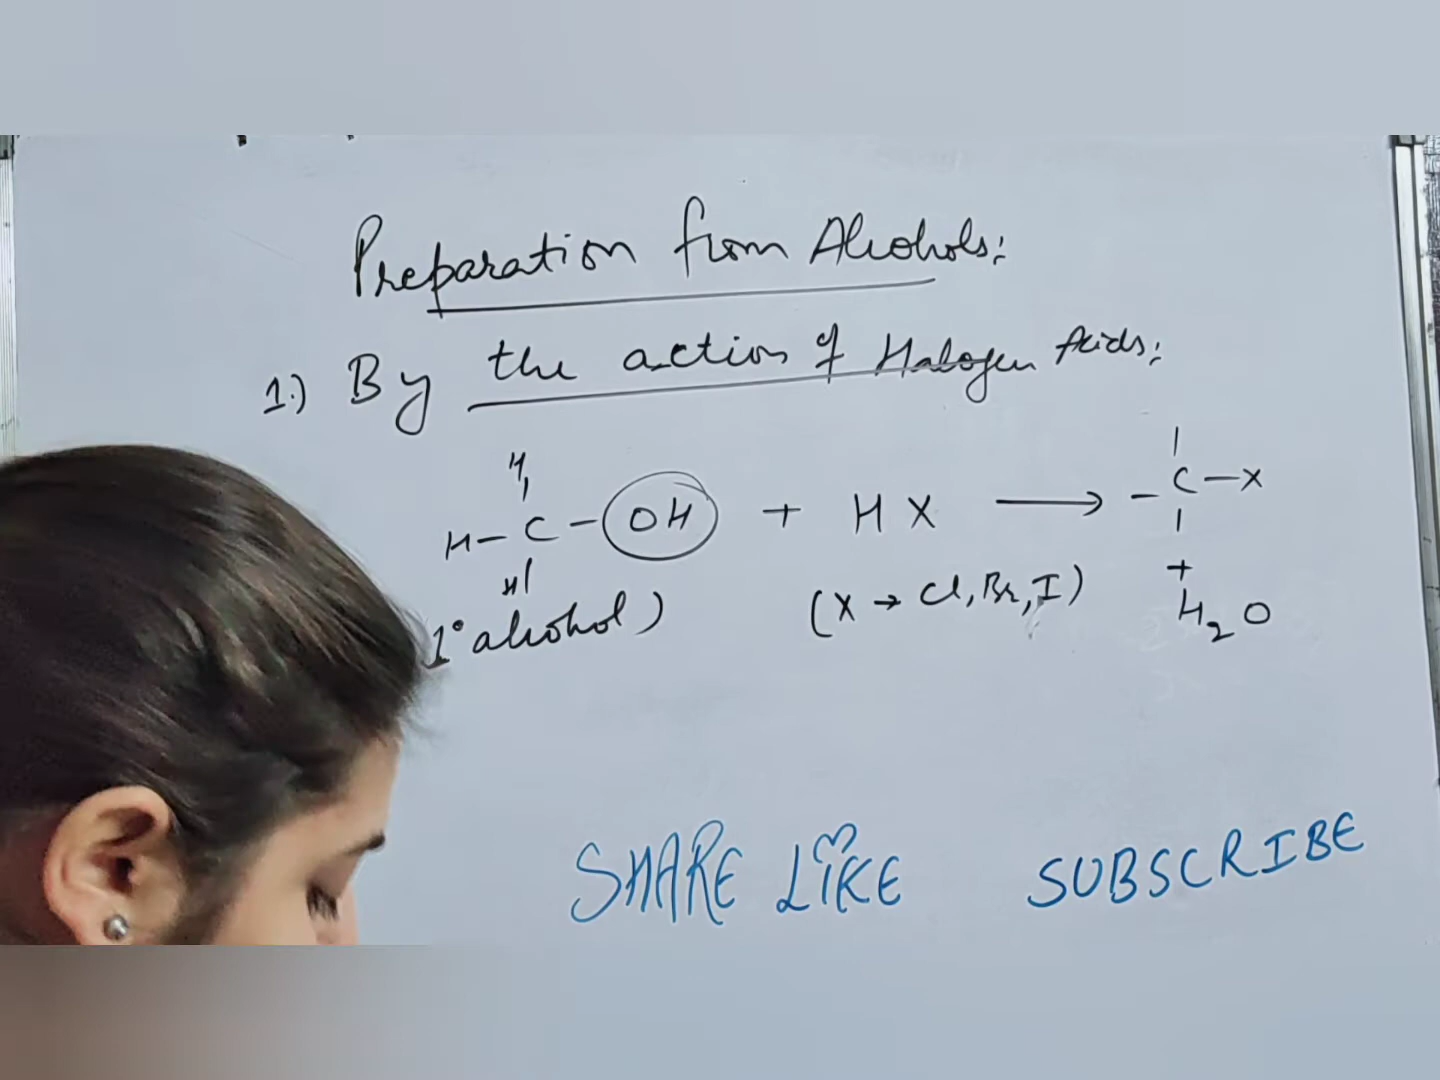 Preparation from Alcohols:
1.) By the action of Halogen Acids:
H
H-C-OH + HX → -C-X
H
+
1° alcohol) (X → Cl, Br, I)
H2O
SHARE LIKE SUBSCRIBE